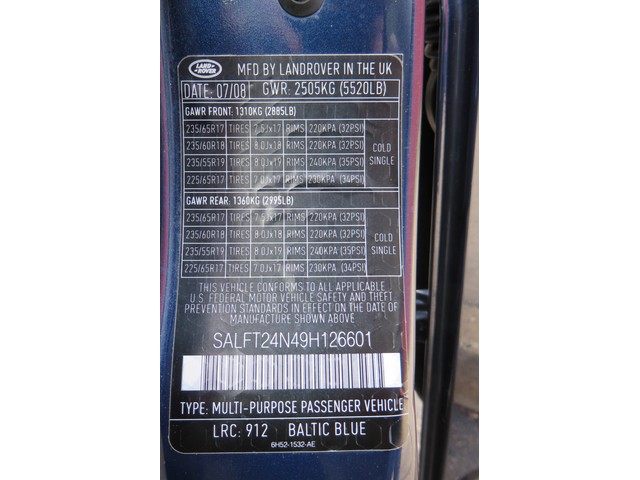 LAND ROVER MFD BY LANDROVER IN THE UK
DATE: 07/08 GWR: 2505KG (5520LB)
GAWR FRONT: 1310KG (2885LB)
235/65R17 TIRES 7.5Jx17 RIMS 220KPA (32PSI)
235/60R18 TIRES 8.0Jx18 RIMS 220KPA (32PSI) COLD
235/55R19 TIRES 8.0Jx19 RIMS 240KPA (35PSI) SINGLE
225/65R17 TIRES 7.0Jx17 RIMS 230KPA (34PSI)
GAWR REAR: 1360KG (2995LB)
235/65R17 TIRES 7.5Jx17 RIMS 220KPA (32PSI)
235/60R18 TIRES 8.0Jx18 RIMS 220KPA (32PSI) COLD
235/55R19 TIRES 8.0Jx19 RIMS 240KPA (35PSI) SINGLE
225/65R17 TIRES 7.0Jx17 RIMS 230KPA (34PSI)
THIS VEHICLE CONFORMS TO ALL APPLICABLE
U.S. FEDERAL MOTOR VEHICLE SAFETY AND THEFT
PREVENTION STANDARDS IN EFFECT ON THE DATE OF
MANUFACTURE SHOWN ABOVE.
SALFT24N49H126601
TYPE: MULTI-PURPOSE PASSENGER VEHICLE
LRC: 912 BALTIC BLUE
6H52-1532-AE